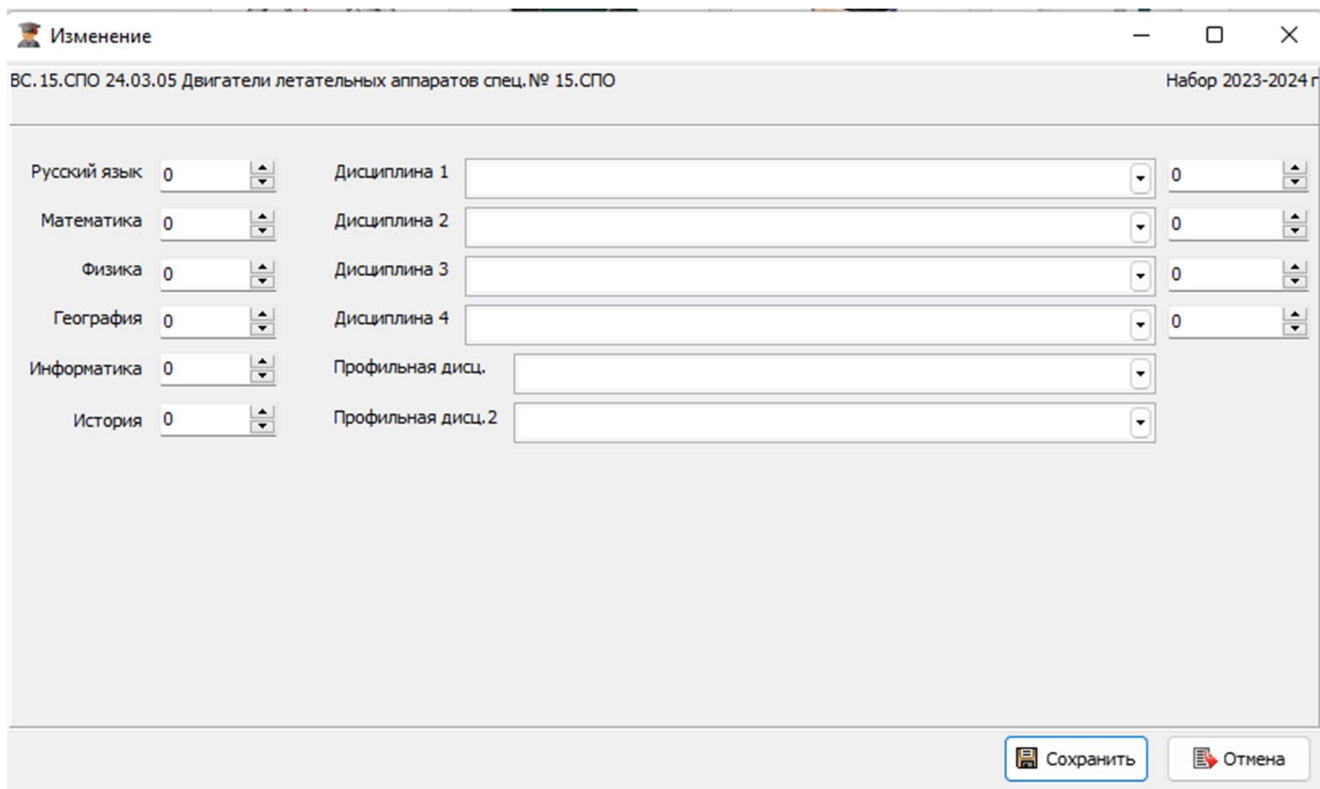 Изменение
ВС.15.СПО 24.03.05 Двигатели летательных аппаратов спец.№ 15.СПО Набор 2023-2024 г
Русский язык 0 Дисциплина 1 0
Математика 0 Дисциплина 2 0
Физика 0 Дисциплина 3 0
География 0 Дисциплина 4 0
Информатика 0 Профильная дисц.
История 0 Профильная дисц.2
Сохранить Отмена